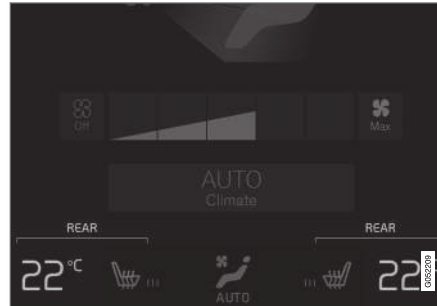 Off
Max
AUTO
Climate
REAR
REAR
22°C
AUTO
22
G052209